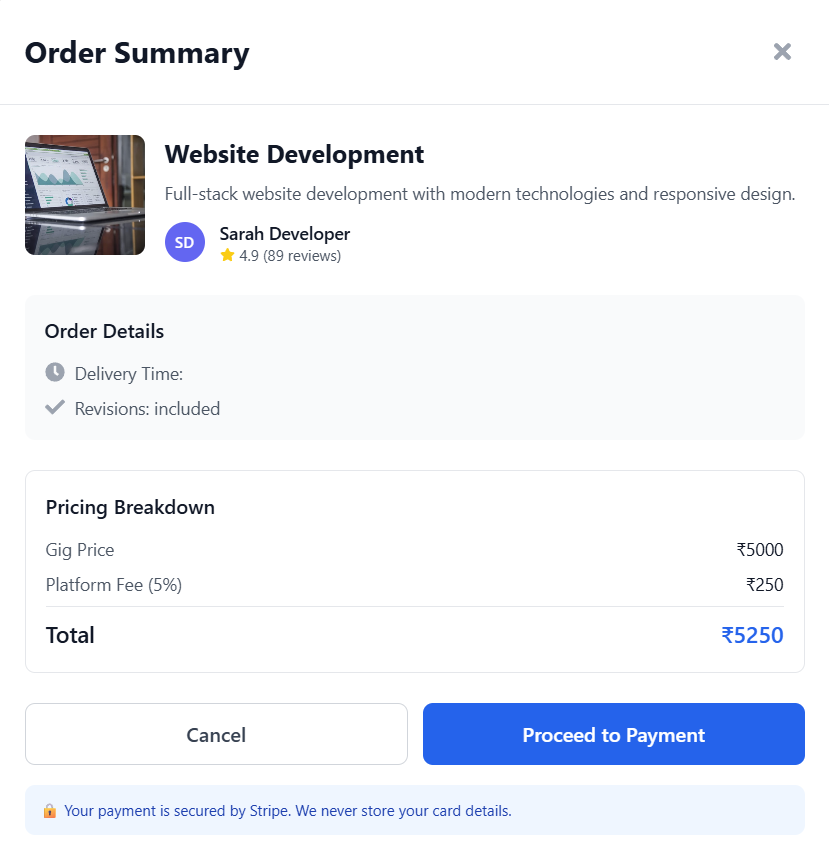 Order Summary
Website Development
Full-stack website development with modern technologies and responsive design.
SD
Sarah Developer
4.9 (89 reviews)
Order Details
Delivery Time:
Revisions: included
Pricing Breakdown
Gig Price ₹5000
Platform Fee (5%) ₹250
Total ₹5250
Cancel
Proceed to Payment
Your payment is secured by Stripe. We never store your card details.